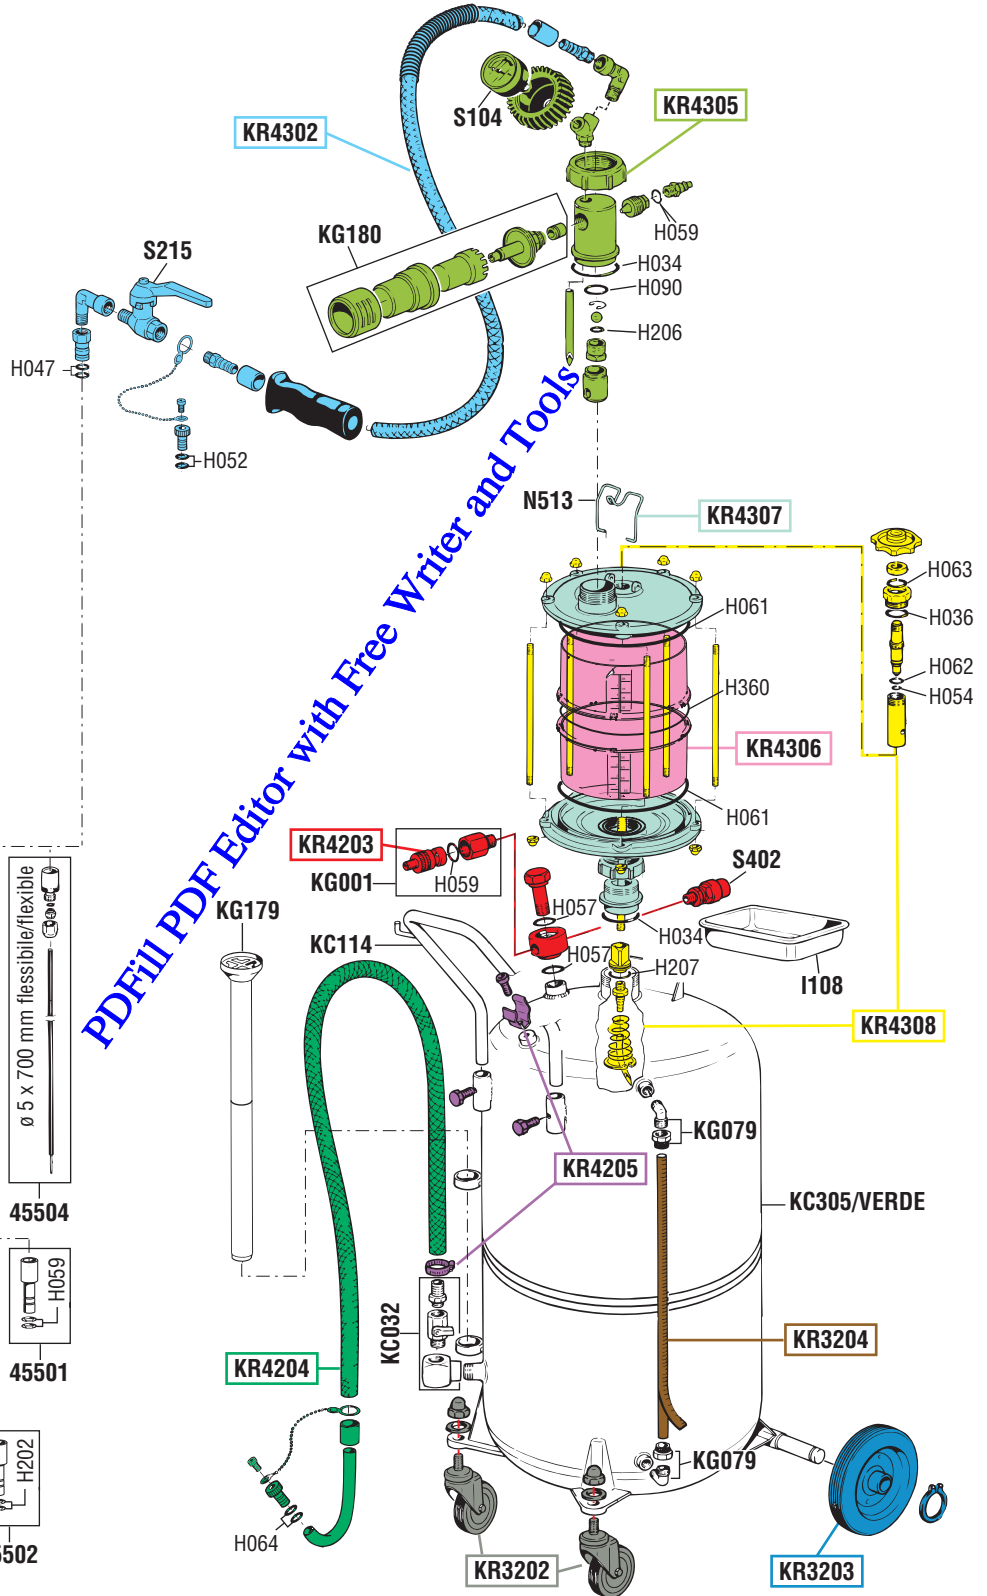 S104
KR4305
KR4302
H059
KG180
S215
H034
H090
H206
H047
H052
PDFill PDF Editor with Free Writer and Tools
N513
KR4307
H063
H061
H036
H062
H054
H360
KR4306
H061
KR4203
S402
H059
KG001
H057
KG179
KC114
H034
H057
H207
I108
KR4308
ø 5 x 700 mm flessibile/flexible
KG079
KR4205
KC305/VERDE
45504
H059
KC032
KR3204
KR4204
45501
H202
KG079
H064
KR3202
KR3203